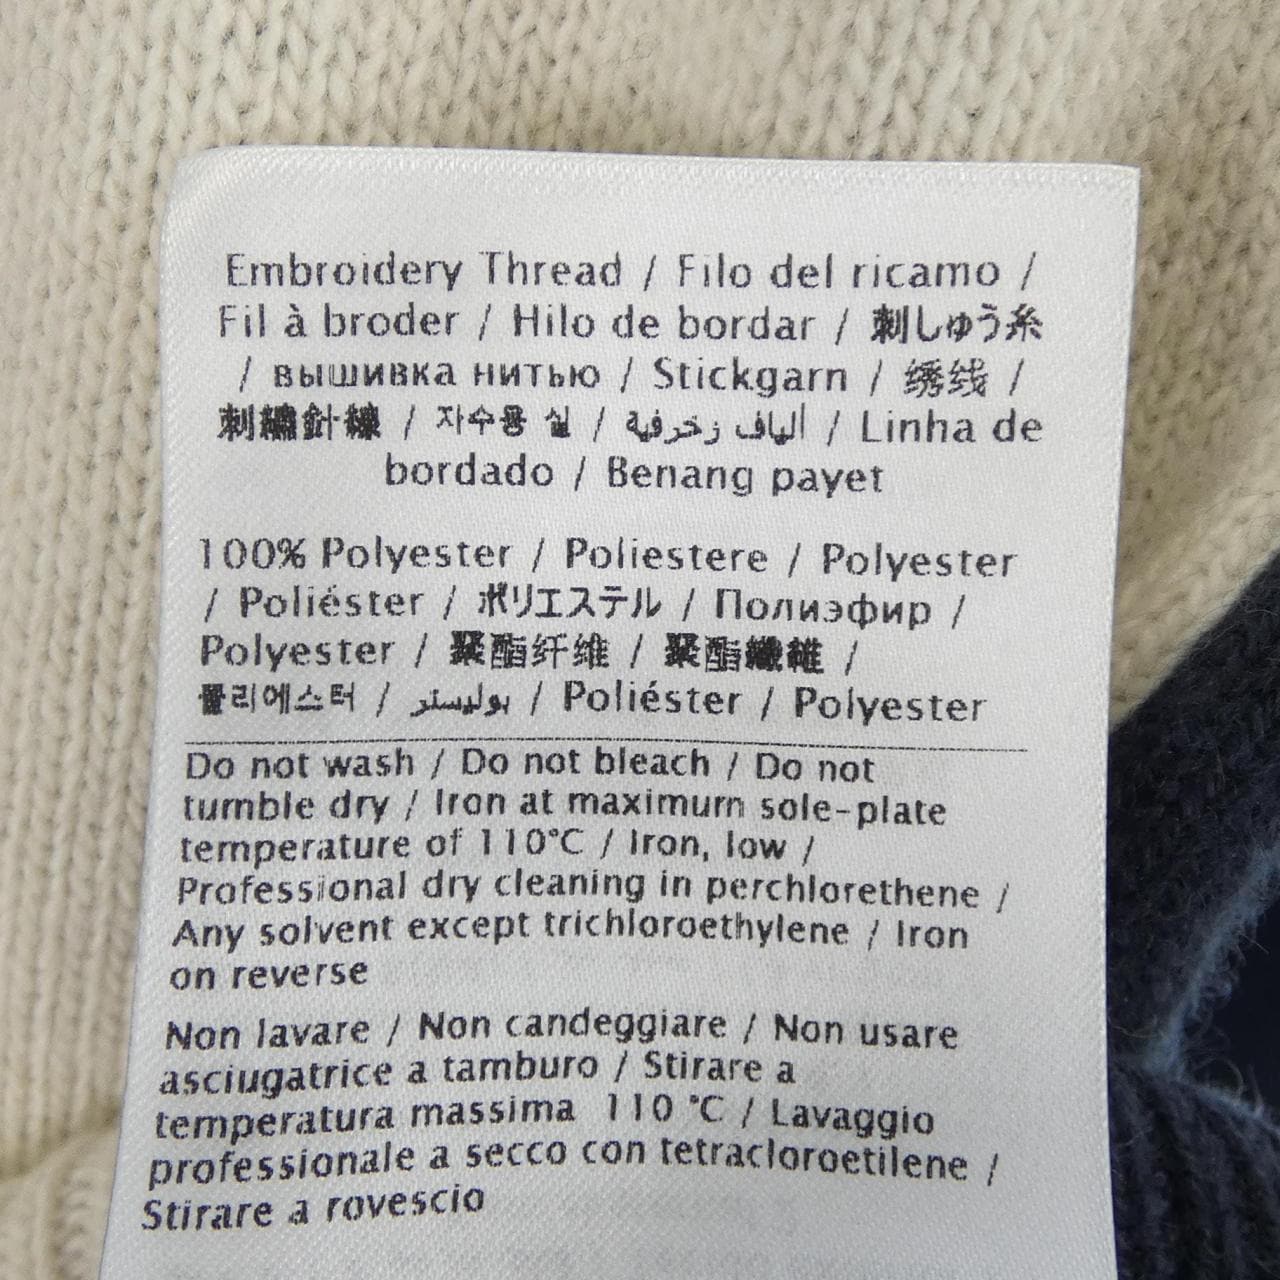 Embroidery Thread / Filo del ricamo /
Fil à broder / Hilo de bordar / 刺しゅう糸
/ вышивка нитью / Stickgarn / 绣线 /
刺繡針線 / 자수용 실 / ألياف زخرفية / Linha de
bordado / Benang payet
100% Polyester / Poliestere / Polyester
/ Poliéster / ポリエステル / Полиэфир /
Polyester / 聚酯纤维 / 聚酯纖維 /
폴리에스터 / بوليستر / Poliéster / Polyester
Do not wash / Do not bleach / Do not
tumble dry / Iron at maximum sole-plate
temperature of 110°C / Iron, low /
Professional dry cleaning in perchlorethene /
Any solvent except trichloroethylene / Iron
on reverse
Non lavare / Non candeggiare / Non usare
asciugatrice a tamburo / Stirare a
temperatura massima 110 °C / Lavaggio
professionale a secco con tetracloroetilene /
Stirare a rovescio